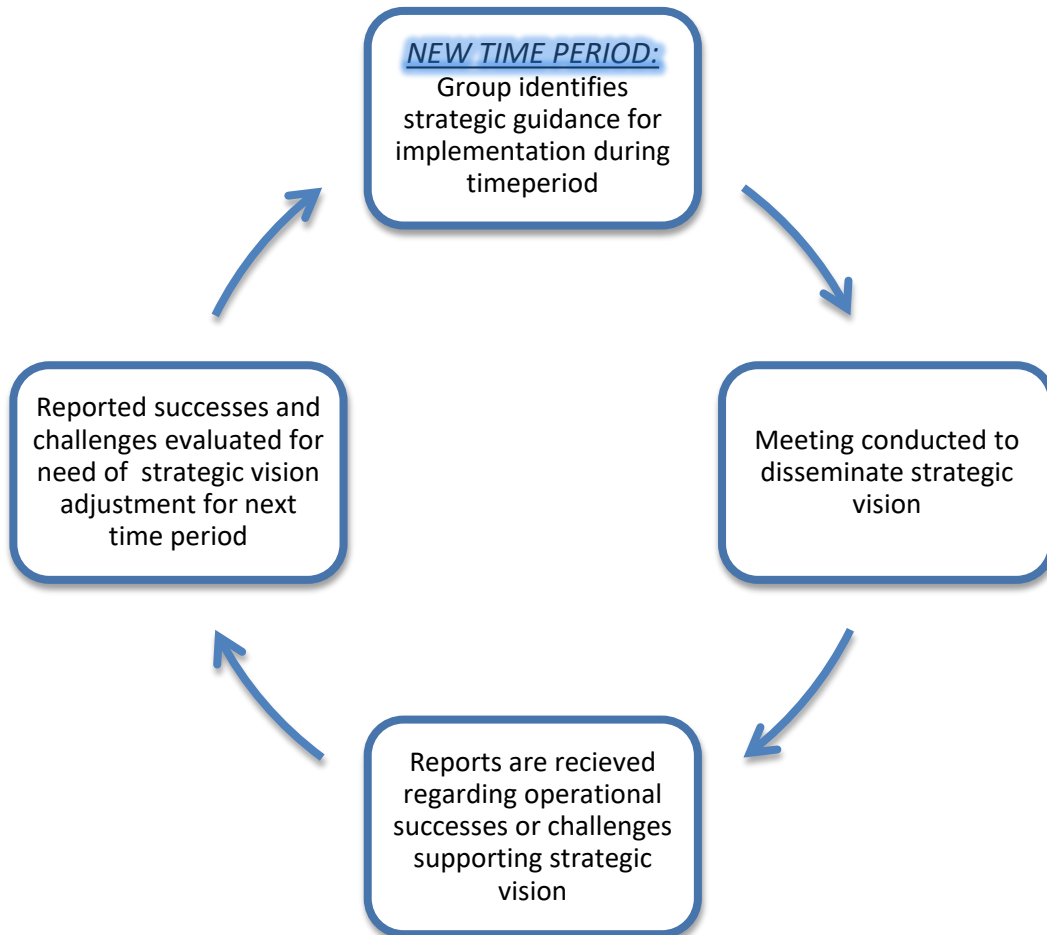 NEW TIME PERIOD:
Group identifies
strategic guidance for
implementation during
timeperiod
Meeting conducted to
disseminate strategic
vision
Reports are recieved
regarding operational
successes or challenges
supporting strategic
vision
Reported successes and
challenges evaluated for
need of  strategic vision
adjustment for next
time period